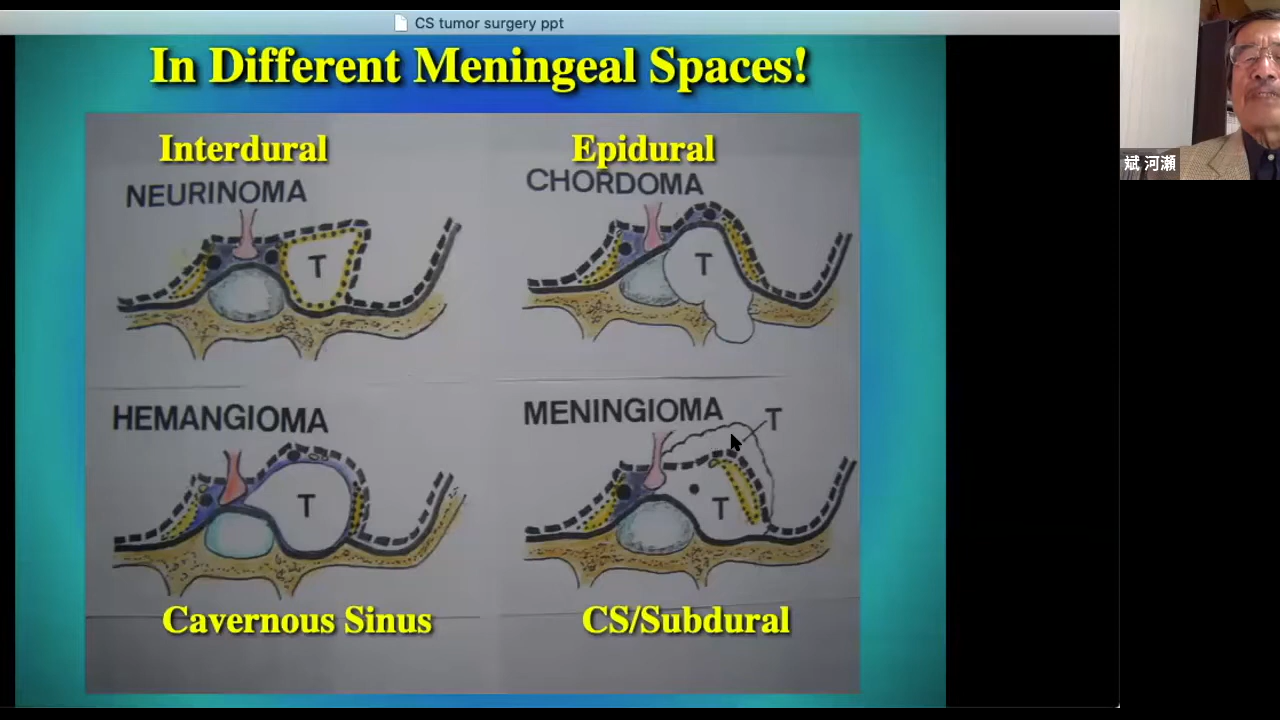 CS tumor surgery ppt
In Different Meningeal Spaces!
Interdural
NEURINOMA
T
Epidural
CHORDOMA
T
HEMANGIOMA
T
Cavernous Sinus
MENINGIOMA
T
T
CS/Subdural
斌 河瀬